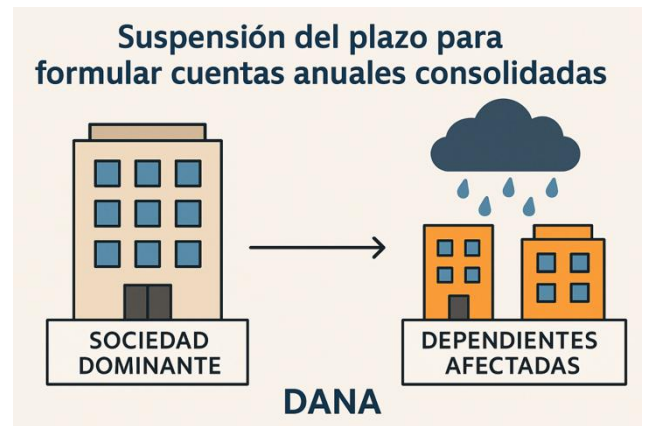 Suspensión del plazo para
formular cuentas anuales consolidadas
SOCIEDAD
DOMINANTE
DEPENDIENTES
AFECTADAS
DANA